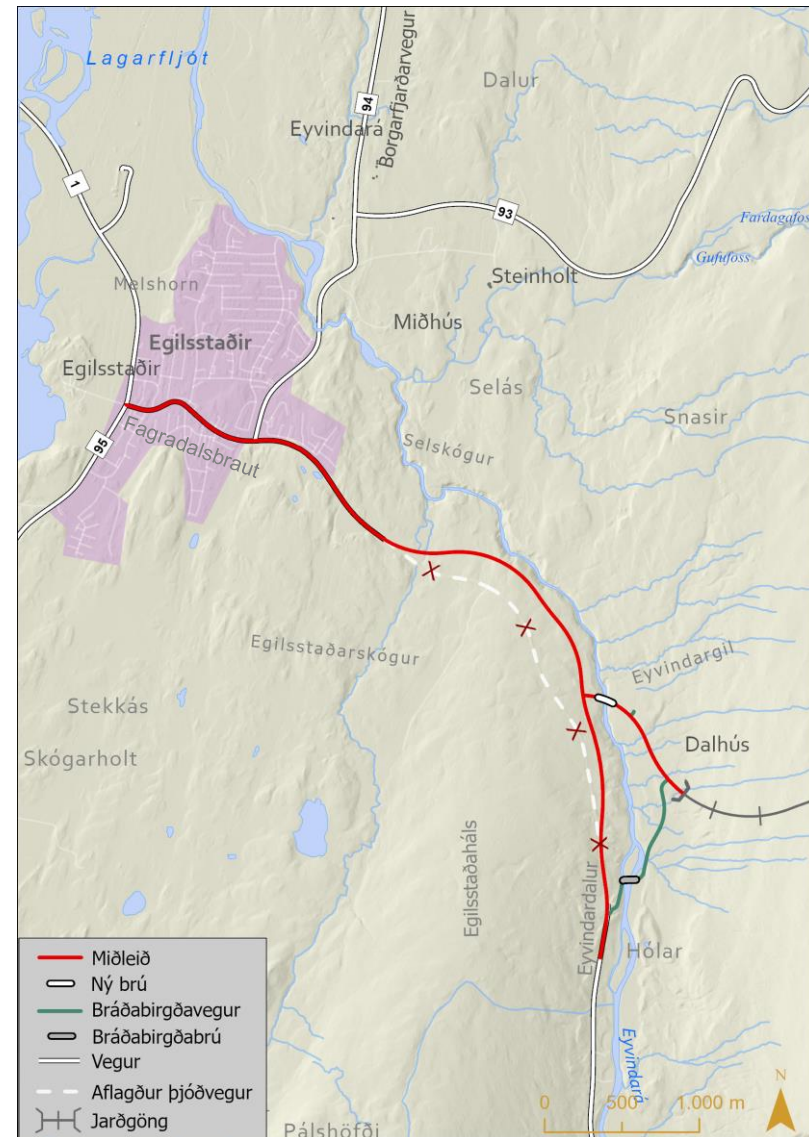 Lagarfljót
Dalur
94
Borgarfjarðarvegur
Eyvindará
1
93
Fardagafoss
Gufufoss
Melshorn
Steinholt
Miðhús
Egilsstaðir
Egilsstaðir
Selás
Snasir
95
Fagradalsbraut
Selskógur
Egilsstaðarskógur
Eyvindargil
Stekkás
Dalhús
Skógarholt
Egilsstaðaháls
Eyvindardalur
Hólar
Eyvindará
Miðleið
Ný brú
Bráðabirgðavegur
Bráðabirgðabrú
Vegur
Aflagður þjóðvegur
Jarðgöng
N
0 500 1.000 m
Pálshöfði